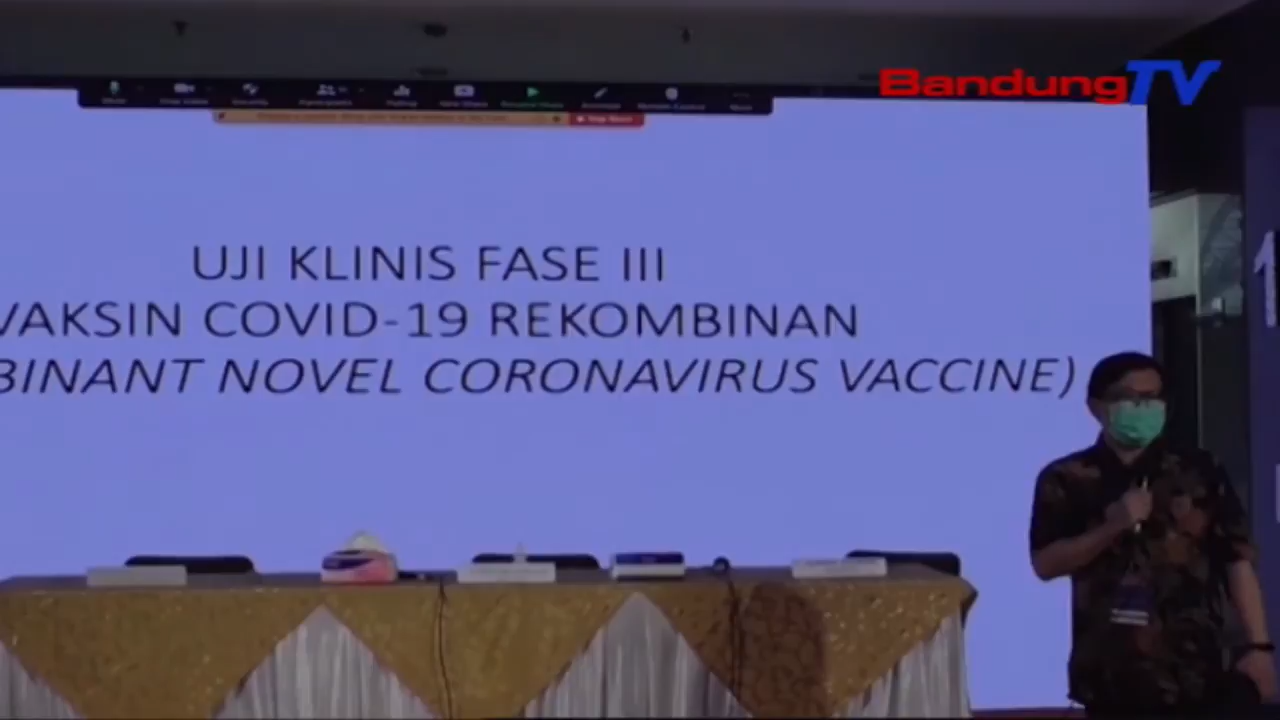 BandungTV
UJI KLINIS FASE III
VAKSIN COVID-19 REKOMBINAN
BINANT NOVEL CORONAVIRUS VACCINE)